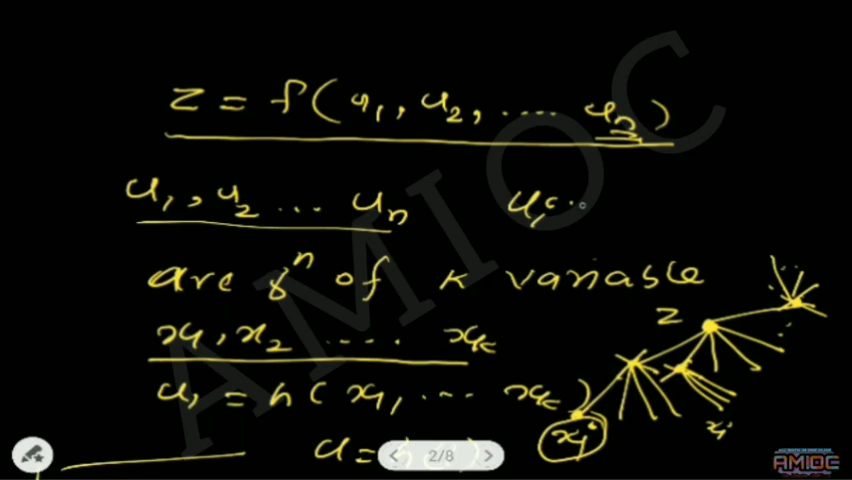 z = f(u₁, u₂, .... uₙ)
u₁, u₂ ... uₙ
are fⁿ of k variable
x₁, x₂ .... xₖ
u₁ = h(x₁, ... xₖ)
z
xᵢ
xᵢ
u =
2/8
AMIOC
AMIOC